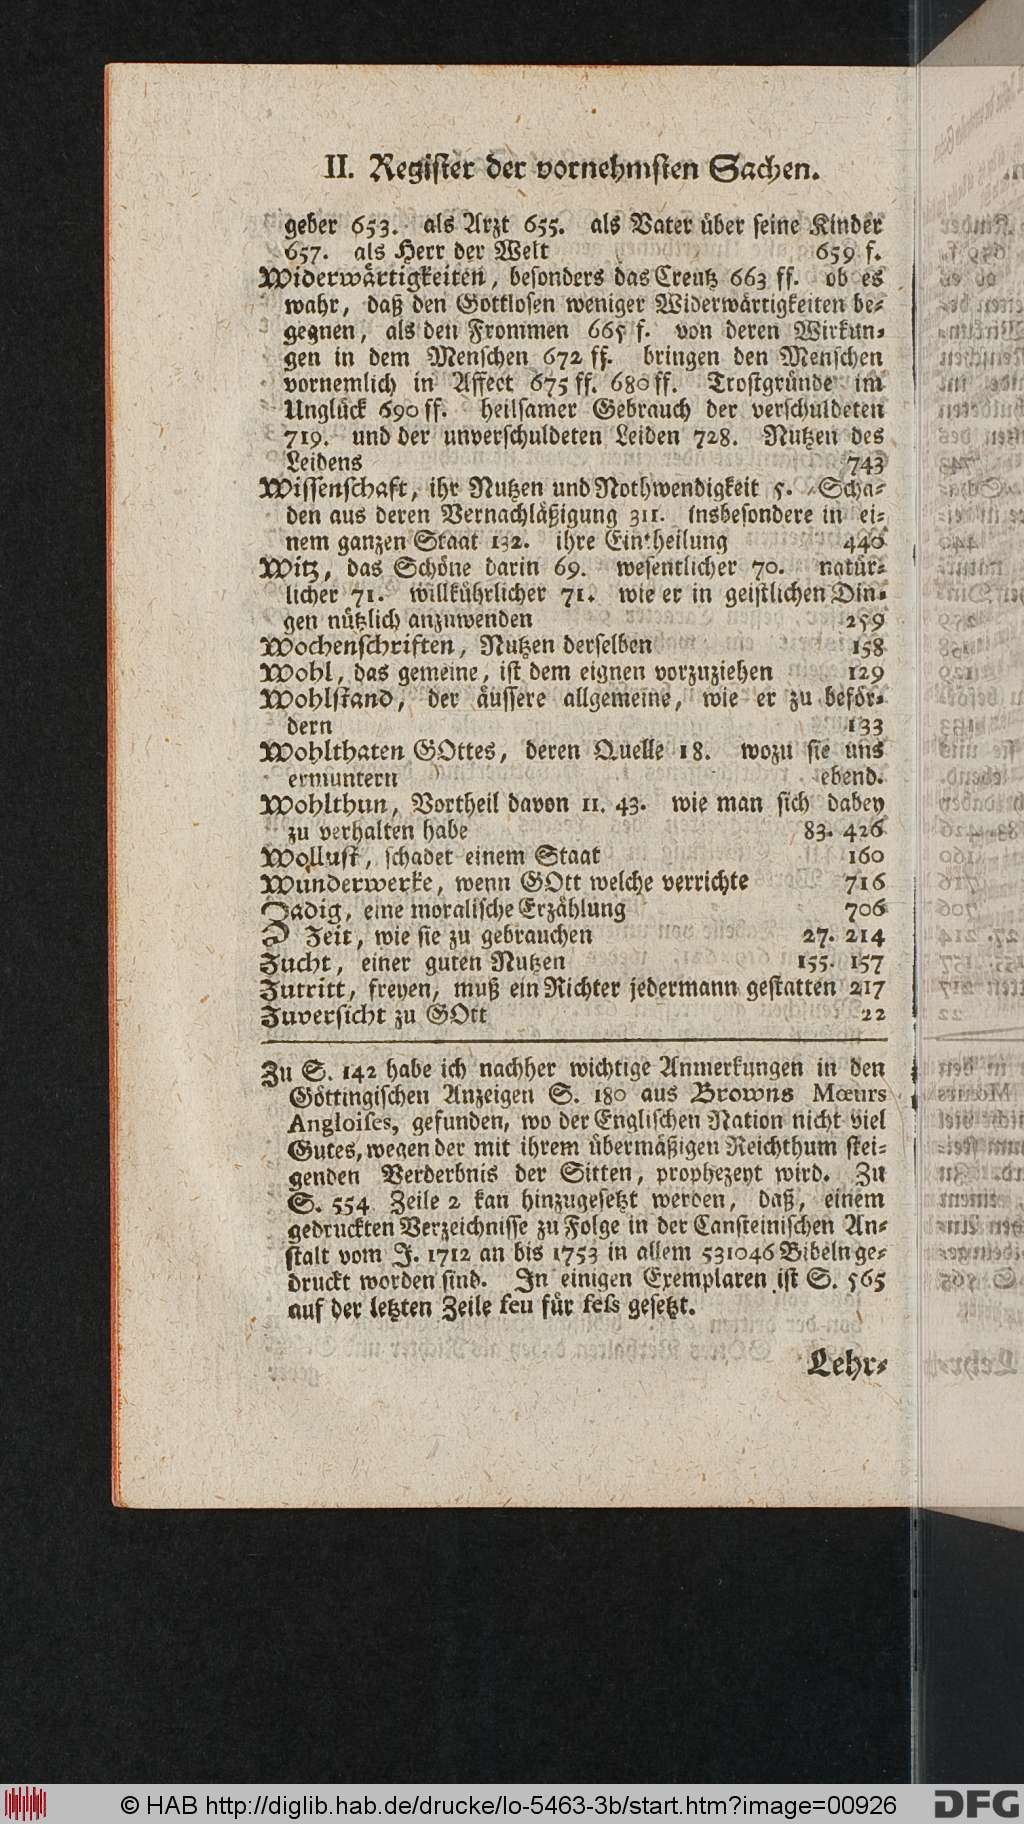 II. Register der vornehmsten Sachen.
geber 653. als Arzt 655. als Vater über seine Kinder
657. als Herr der Welt 659 f.
Widerwärtigkeiten, besonders das Creutz 663 ff. ob es
wahr, daß den Gottlosen weniger Widerwärtigkeiten be-
gegnen, als den Frommen 665 f. von deren Wirkun-
gen in dem Menschen 672 ff. bringen den Menschen
vornemlich in Affect 675 ff. 680 ff. Trostgründe im
Unglück 690 ff. heilsamer Gebrauch der verschuldeten
719. und der unverschuldeten Leiden 728. Nutzen des
Leidens 743
Wissenschaft, ihr Nutzen und Nothwendigkeit 5. Scha-
den aus deren Vernachläßigung 311. insbesondere in ei-
nem ganzen Staat 132. ihre Eintheilung 440
Witz, das Schöne darin 69. wesentlicher 70. natür-
licher 71. willkührlicher 71. wie er in geistlichen Din-
gen nützlich anzuwenden 259
Wochenschriften, Nutzen derselben 158
Wohl, das gemeine, ist dem eignen vorzuziehen 129
Wohlstand, der äussere allgemeine, wie er zu beför-
dern 133
Wohlthaten GOttes, deren Quelle 18. wozu sie uns
ermuntern ebend.
Wohlthun, Vortheil davon 11. 43. wie man sich dabey
zu verhalten habe 83. 426
Wollust, schadet einem Staat 160
Wunderwerke, wenn GOtt welche verrichte 716
Zadig, eine moralische Erzählung 706
Zeit, wie sie zu gebrauchen 27. 214
Zucht, einer guten Nutzen 155. 157
Zutritt, freyen, muß ein Richter jedermann gestatten 217
Zuversicht zu GOtt 22
Zu S. 142 habe ich nachher wichtige Anmerkungen in den
Göttingischen Anzeigen S. 180 aus Browns Mœurs
Angloises, gefunden, wo der Englischen Nation nicht viel
Gutes, wegen der mit ihrem übermäßigen Reichthum stei-
genden Verderbnis der Sitten, prophezeyt wird. Zu
S. 554 Zeile 2 kan hinzugesetzt werden, daß, einem
gedruckten Verzeichnisse zu Folge in der Cansteinischen An-
stalt vom J. 1712 an bis 1753 in allem 531046 Bibeln ge-
druckt worden sind. In einigen Exemplaren ist S. 565
auf der letzten Zeile seu für sess gesetzt.
Lehr-
© HAB http://diglib.hab.de/drucke/lo-5463-3b/start.htm?image=00926
DFG